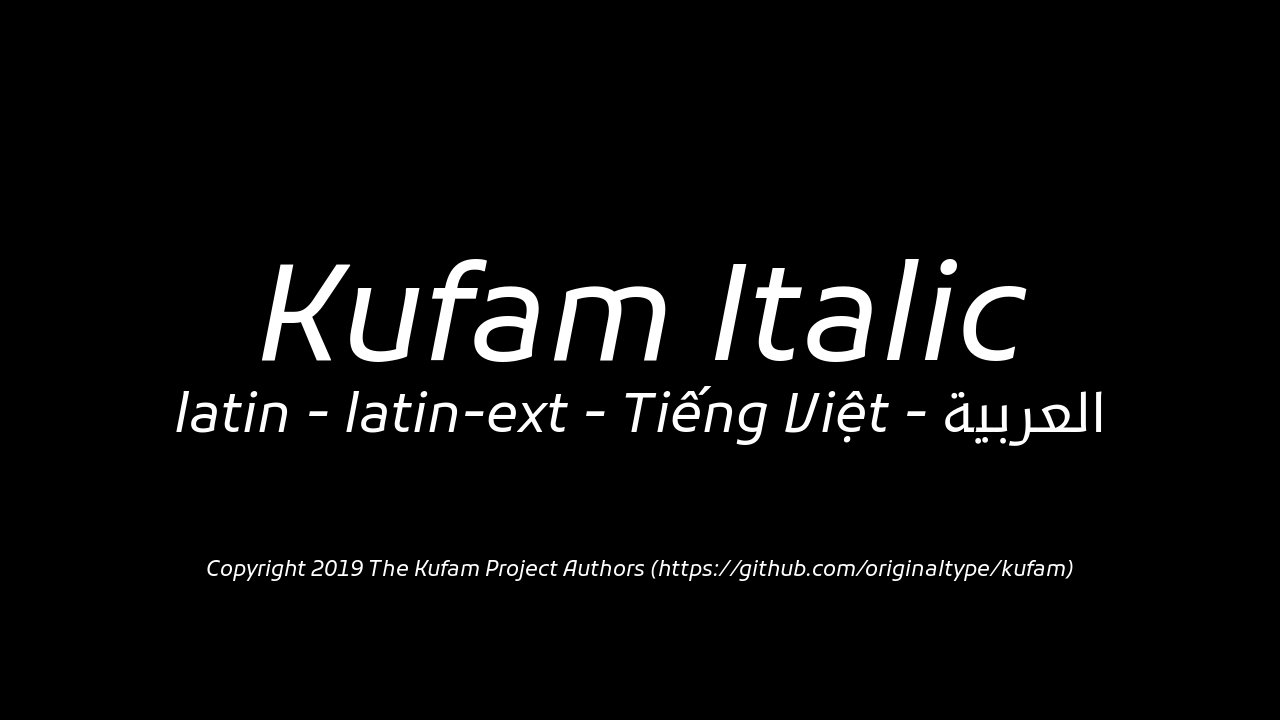 Kufam Italic
latin - latin-ext - Tiếng Việt - العربية
Copyright 2019 The Kufam Project Authors (https://github.com/originaltype/kufam)